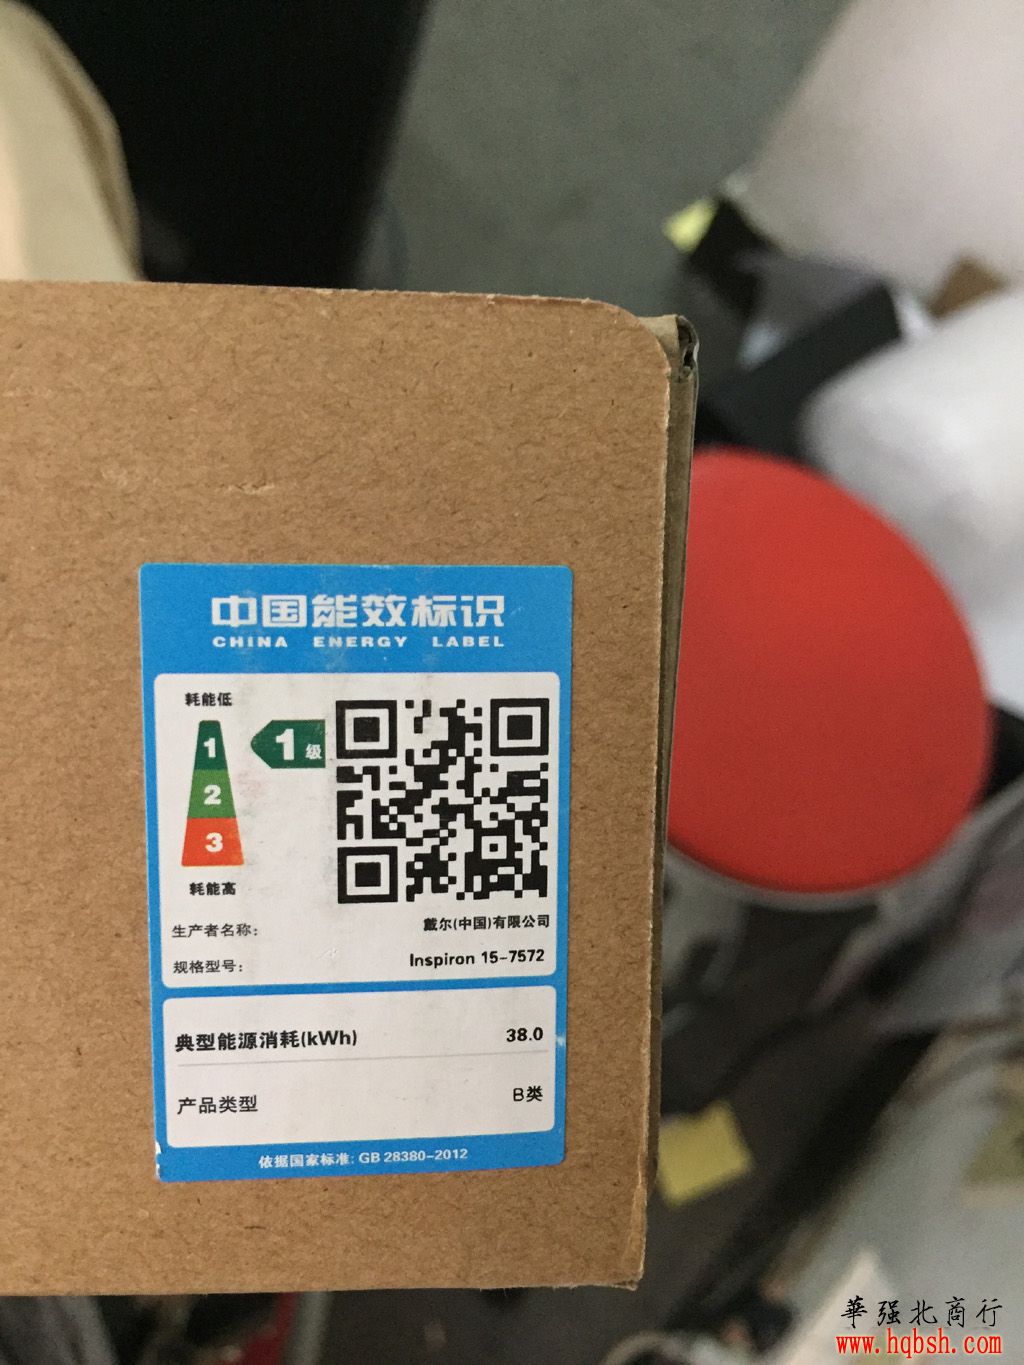 中国能效标识
CHINA ENERGY LABEL
耗能低
1
1级
2
3
耗能高
生产者名称:
戴尔(中国)有限公司
规格型号:
Inspiron 15-7572
典型能源消耗(kWh)
38.0
产品类型
B类
依据国家标准: GB 28380-2012
華强北商行
www.hqbsh.com